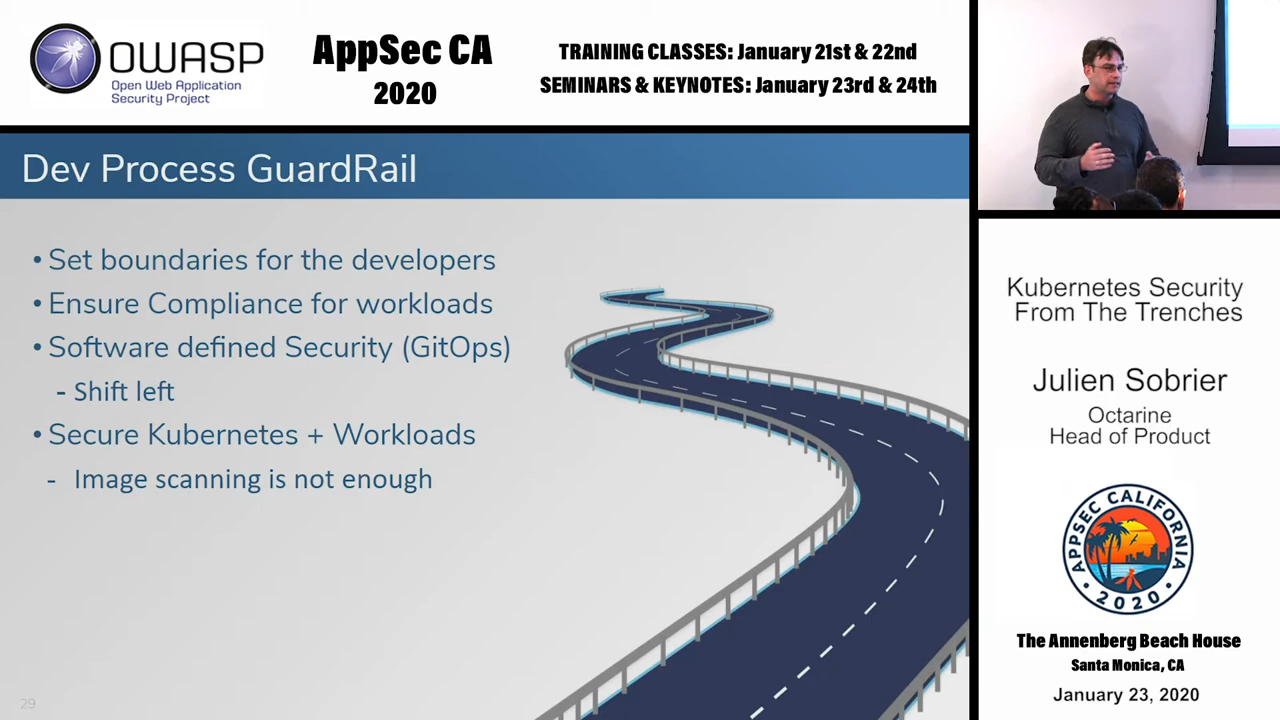 OWASP
Open Web Application
Security Project
AppSec CA
2020
TRAINING CLASSES: January 21st & 22nd
SEMINARS & KEYNOTES: January 23rd & 24th
Dev Process GuardRail
• Set boundaries for the developers
• Ensure Compliance for workloads
• Software defined Security (GitOps)
- Shift left
• Secure Kubernetes + Workloads
- Image scanning is not enough
29
Kubernetes Security
From The Trenches
Julien Sobrier
Octarine
Head of Product
APPSEC CALIFORNIA
• 2020 •
The Annenberg Beach House
Santa Monica, CA
January 23, 2020